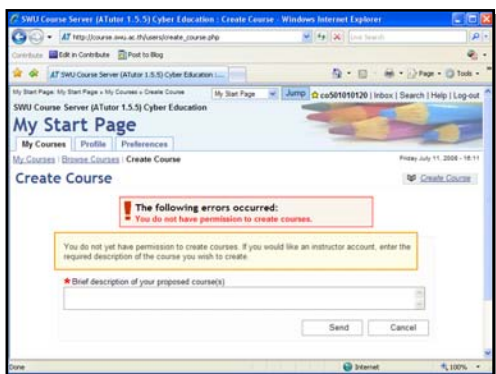 SWU Course Server (ATutor 1.5.5) Cyber Education : Create Course - Windows Internet Explorer
http://course.swu.ac.th/users/create_course.php
Live Search
Contribute Edit in Contribute Post to Blog
SWU Course Server (ATutor 1.5.5) Cyber Education : ... Page Tools
My Start Page: My Start Page » My Courses » Create Course My Start Page Jump co501010120 | Inbox | Search | Help | Log-out
SWU Course Server (ATutor 1.5.5) Cyber Education
My Start Page
My Courses Profile Preferences
My Courses | Browse Courses | Create Course Friday July 11, 2008 - 16:11
Create Course Create Course
The following errors occurred:
You do not have permission to create courses.
You do not yet have permission to create courses. If you would like an instructor account, enter the
required description of the course you wish to create.
*Brief description of your proposed course(s)
Send Cancel
Done Internet 100%